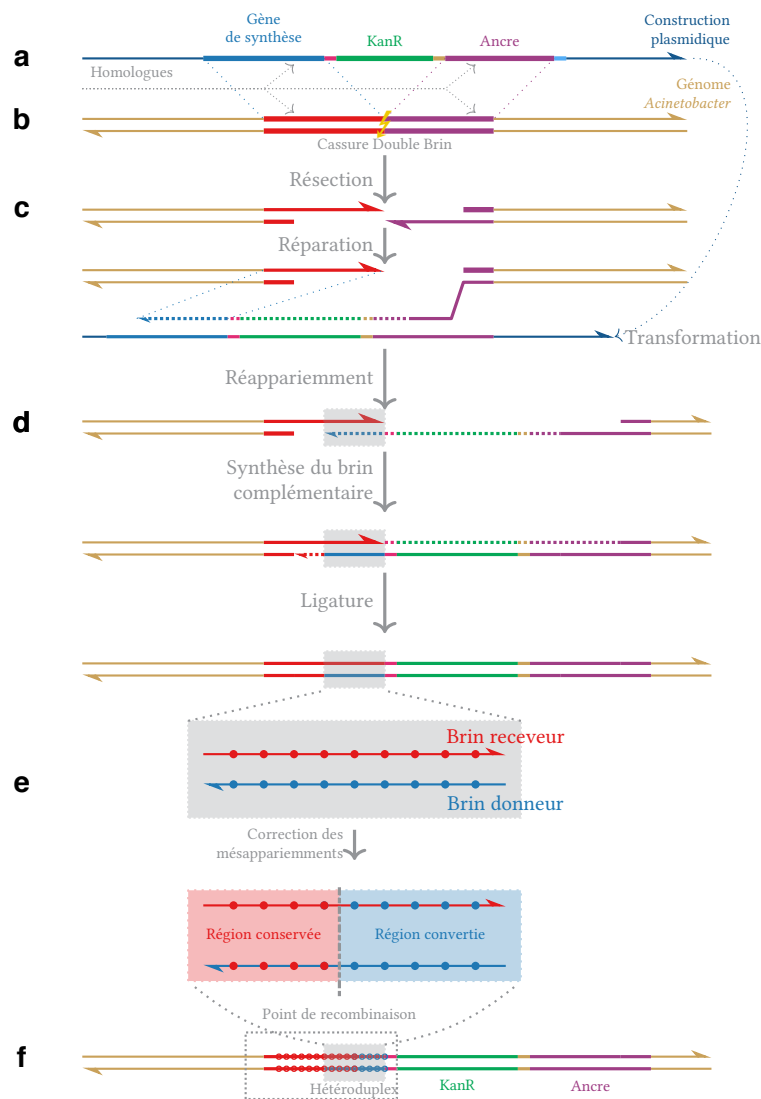 Gène
de synthèse
KanR
Ancre
Construction
plasmidique
a
Homologues
Génome
Acinetobacter
b
Cassure Double Brin
Résection
c
Réparation
Transformation
Réappariemment
d
Synthèse du brin
complémentaire
Ligature
Brin receveur
e
Brin donneur
Correction des
mésappariemments
Région conservée
Région convertie
Point de recombinaison
f
Hétéroduplex
KanR
Ancre